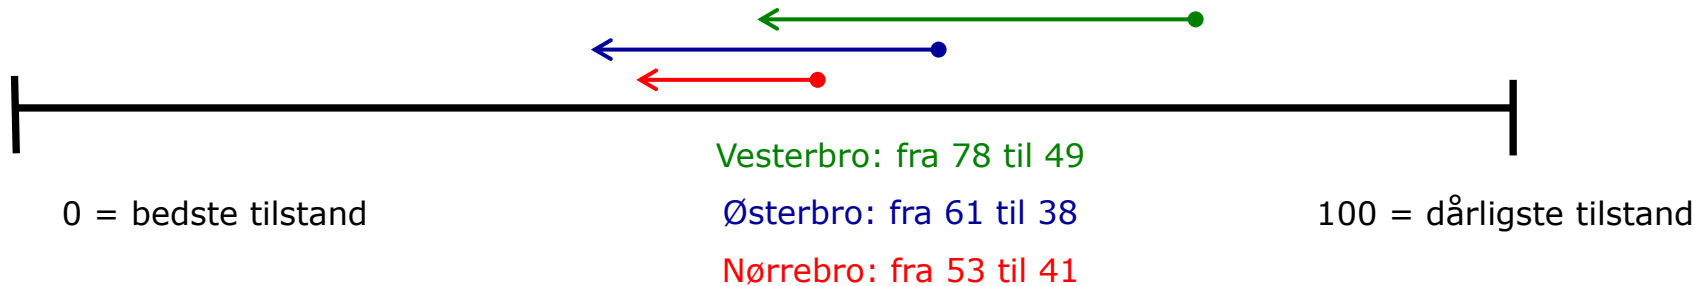 Vesterbro: fra 78 til 49
0 = bedste tilstand
Østerbro: fra 61 til 38
100 = dårligste tilstand
Nørrebro: fra 53 til 41